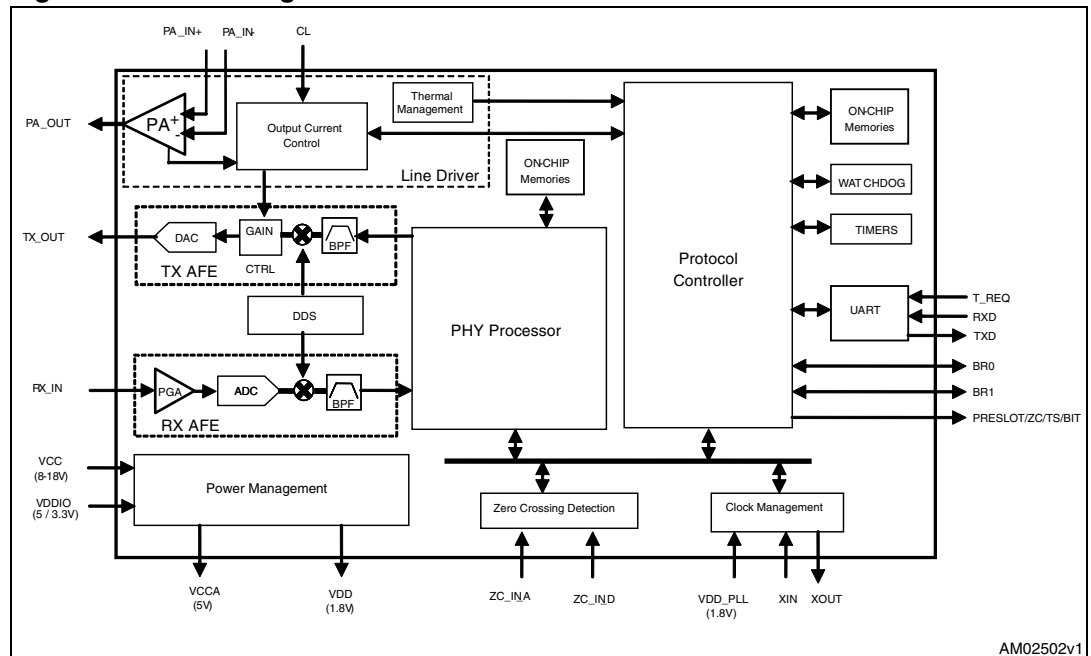 PA_IN+ PA_IN- CL
PA_OUT
PA
+
-
Output Current
Control
Thermal
Management
Line Driver
ON-CHIP
Memories
ON-CHIP
Memories
WATCHDOG
TIMERS
Protocol
Controller
UART
T_REQ
RXD
TXD
BR0
BR1
PRESLOT/ZC/TS/BIT
TX_OUT
DAC
GAIN
CTRL
BPF
TX AFE
DDS
PHY Processor
RX_IN
PGA
ADC
BPF
RX AFE
VCC
(8-18V)
VDDIO
(5 / 3.3V)
Power Management
Zero Crossing Detection
Clock Management
VCCA
(5V)
VDD
(1.8V)
ZC_IN_A
ZC_IN_D
VDD_PLL
(1.8V)
XIN
XOUT
AM02502v1